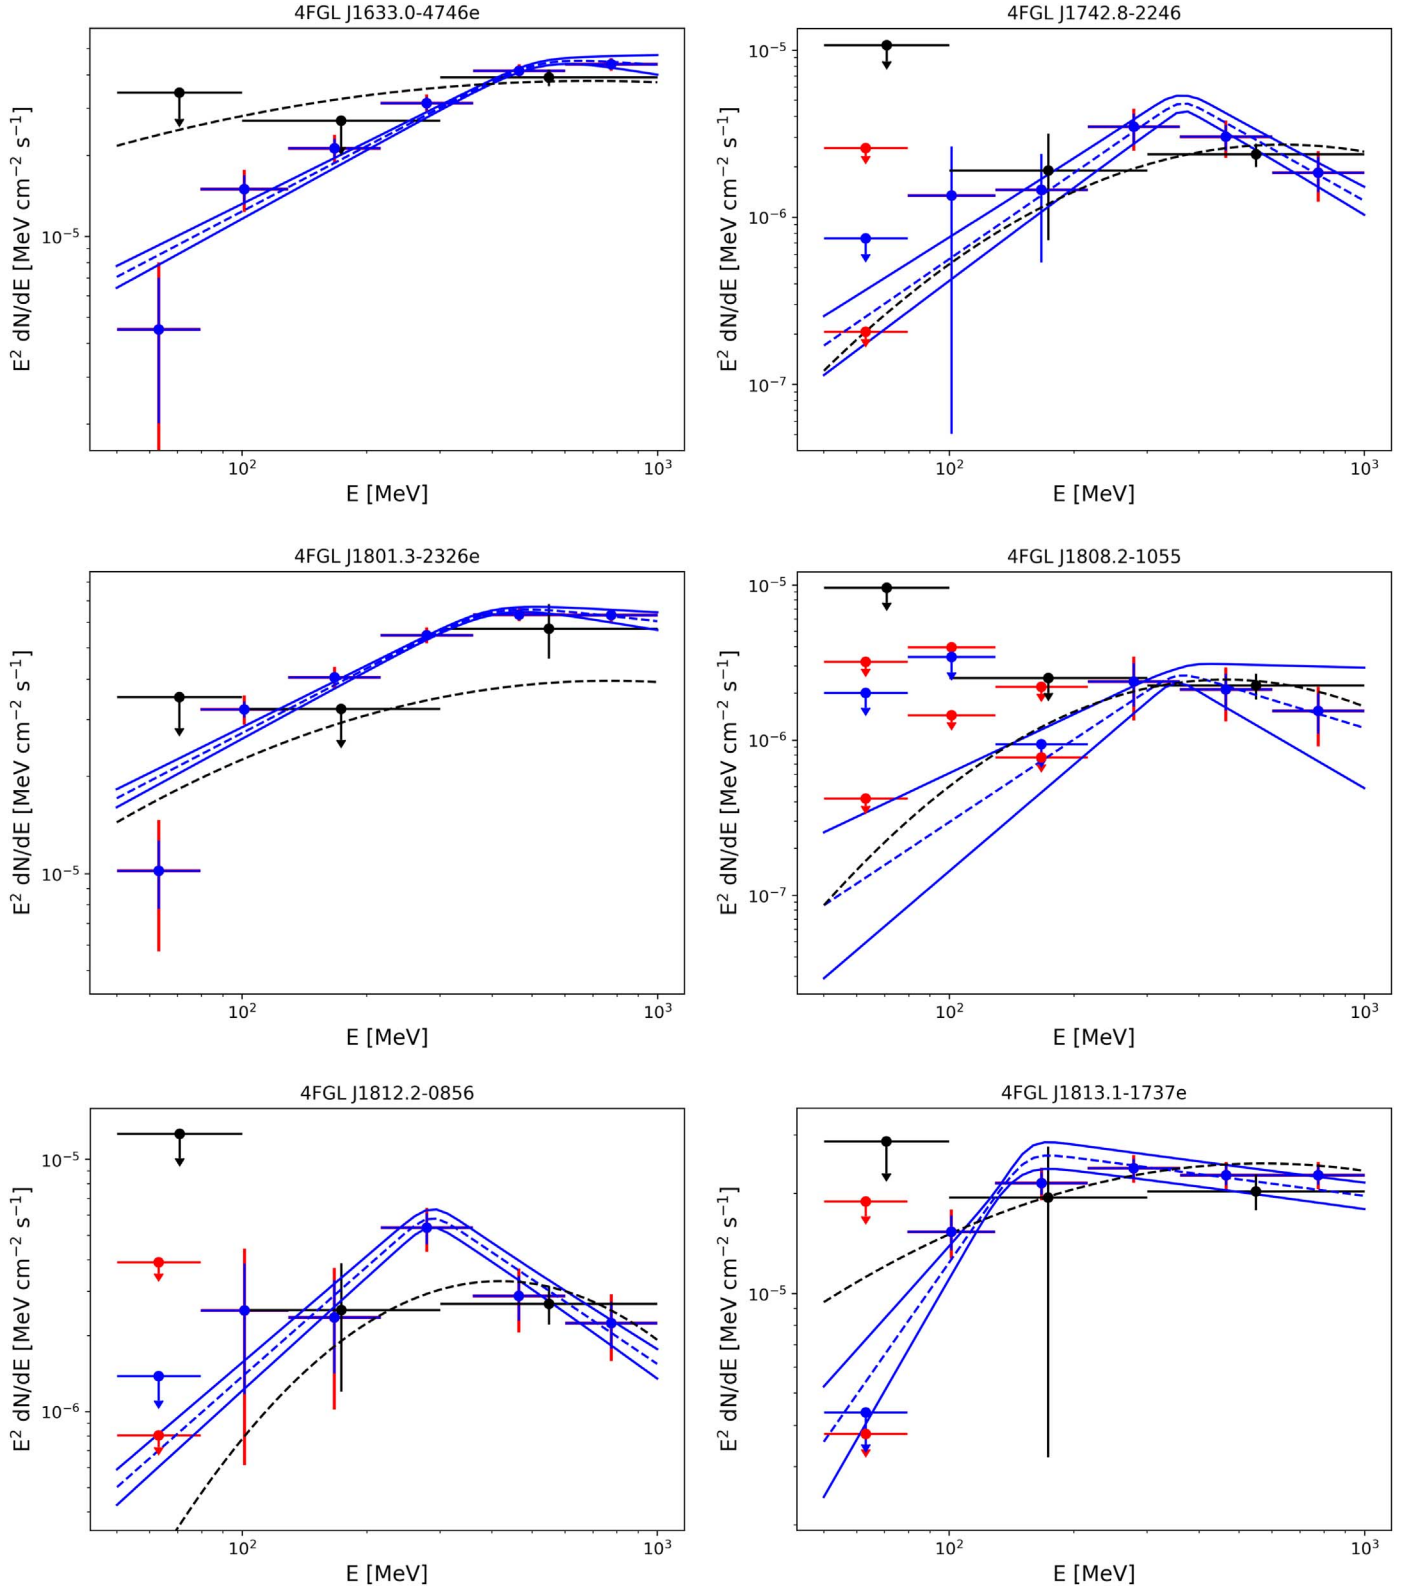 4FGL J1633.0-4746e
E² dN/dE [MeV cm⁻² s⁻¹]
10⁻⁵
10² 10³
E [MeV]
4FGL J1742.8-2246
E² dN/dE [MeV cm⁻² s⁻¹]
10⁻⁵
10⁻⁶
10⁻⁷
10² 10³
E [MeV]
4FGL J1801.3-2326e
E² dN/dE [MeV cm⁻² s⁻¹]
10⁻⁵
10² 10³
E [MeV]
4FGL J1808.2-1055
E² dN/dE [MeV cm⁻² s⁻¹]
10⁻⁵
10⁻⁶
10⁻⁷
10² 10³
E [MeV]
4FGL J1812.2-0856
E² dN/dE [MeV cm⁻² s⁻¹]
10⁻⁵
10⁻⁶
10² 10³
E [MeV]
4FGL J1813.1-1737e
E² dN/dE [MeV cm⁻² s⁻¹]
10⁻⁵
10² 10³
E [MeV]